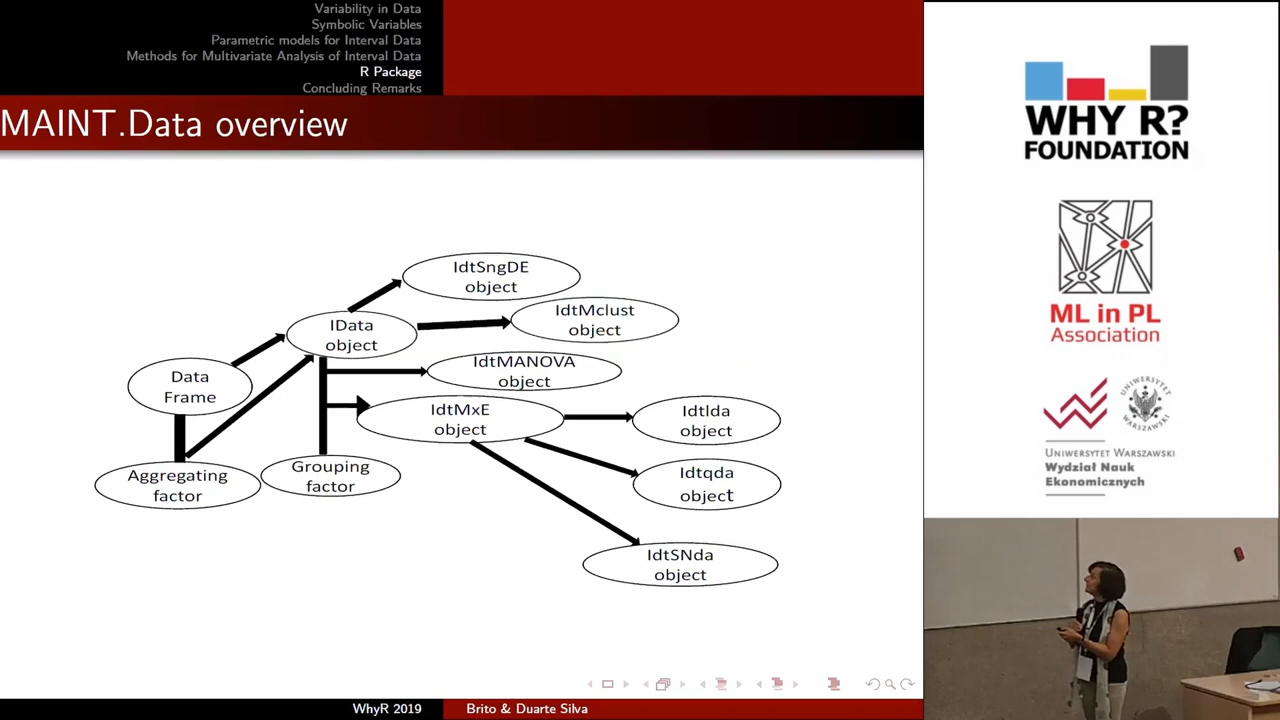 Variability in Data
Symbolic Variables
Parametric models for Interval Data
Methods for Multivariate Analysis of Interval Data
R Package
Concluding Remarks
MAINT.Data overview
IdtSngDE
object
IData
object
IdtMclust
object
IdtMANOVA
object
Data
Frame
IdtMxE
object
Idtlda
object
Aggregating
factor
Grouping
factor
Idtqda
object
IdtSNda
object
WhyR 2019
Brito & Duarte Silva
WHY R?
FOUNDATION
ML in PL
Association
UNIWERSYTET
WARSZAWSKI
UNIWERSYTET WARSZAWSKI
Wydział Nauk
Ekonomicznych